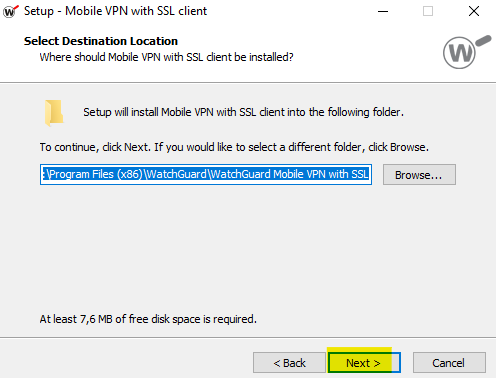 Setup - Mobile VPN with SSL client
Select Destination Location
Where should Mobile VPN with SSL client be installed?
Setup will install Mobile VPN with SSL client into the following folder.
To continue, click Next. If you would like to select a different folder, click Browse.
:\Program Files (x86)\WatchGuard\WatchGuard Mobile VPN with SSL
Browse...
At least 7,6 MB of free disk space is required.
< Back
Next >
Cancel